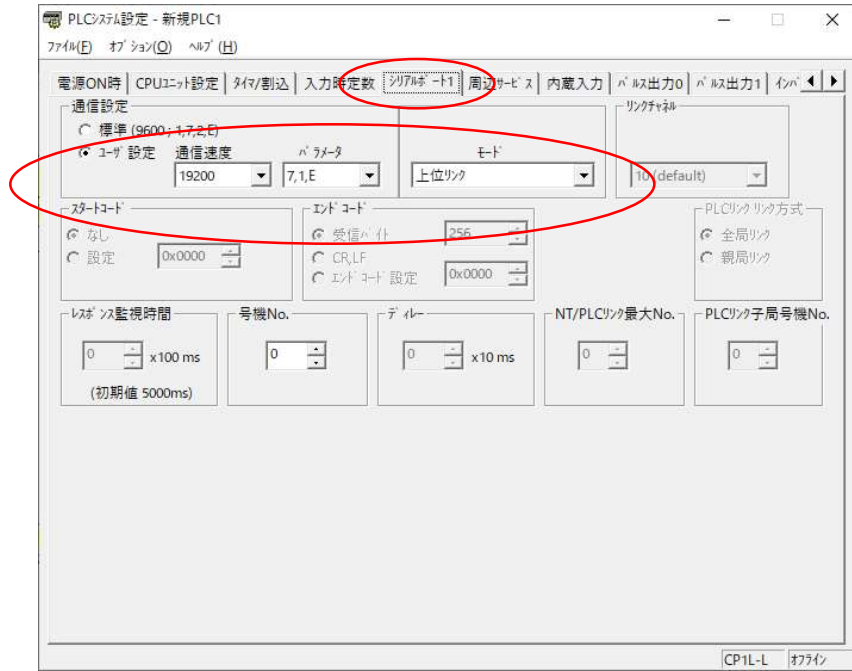 PLCｼｽﾃﾑ設定 - 新規PLC1
ﾌｧｲﾙ(F) ｵﾌﾟｼｮﾝ(O) ﾍﾙﾌﾟ(H)
電源ON時 CPUﾕﾆｯﾄ設定 ﾀｲﾏ/割込 入力時定数 ｼﾘｱﾙﾎﾟｰﾄ1 周辺ｻｰﾋﾞｽ 内蔵入力 ﾊﾟﾙｽ出力0 ﾊﾟﾙｽ出力1 ｲﾝﾊﾞ
通信設定 ﾘﾝｸﾁｬﾈﾙ
標準 (9600 ; 1,7,2,E)
ﾕｰｻﾞ設定 通信速度 ﾊﾟﾗﾒｰﾀ ﾓｰﾄﾞ
19200 7,1,E 上位ﾘﾝｸ 10 (default)
ｽﾀｰﾄｺｰﾄﾞ ｴﾝﾄﾞｺｰﾄﾞ PLCﾘﾝｸ ﾘﾝｸ方式
なし 受信ﾊﾞｲﾄ 256 全局ﾘﾝｸ
設定 0x0000 CR,LF 親局ﾘﾝｸ
ｴﾝﾄﾞｺｰﾄﾞ設定 0x0000
ﾚｽﾎﾟﾝｽ監視時間 号機No. ﾃﾞｨﾚｰ NT/PLCﾘﾝｸ最大No. PLCﾘﾝｸ子局号機No.
0 x100 ms 0 0 x10 ms 0 0
(初期値 5000ms)
CP1L-L ｵﾌﾗｲﾝ